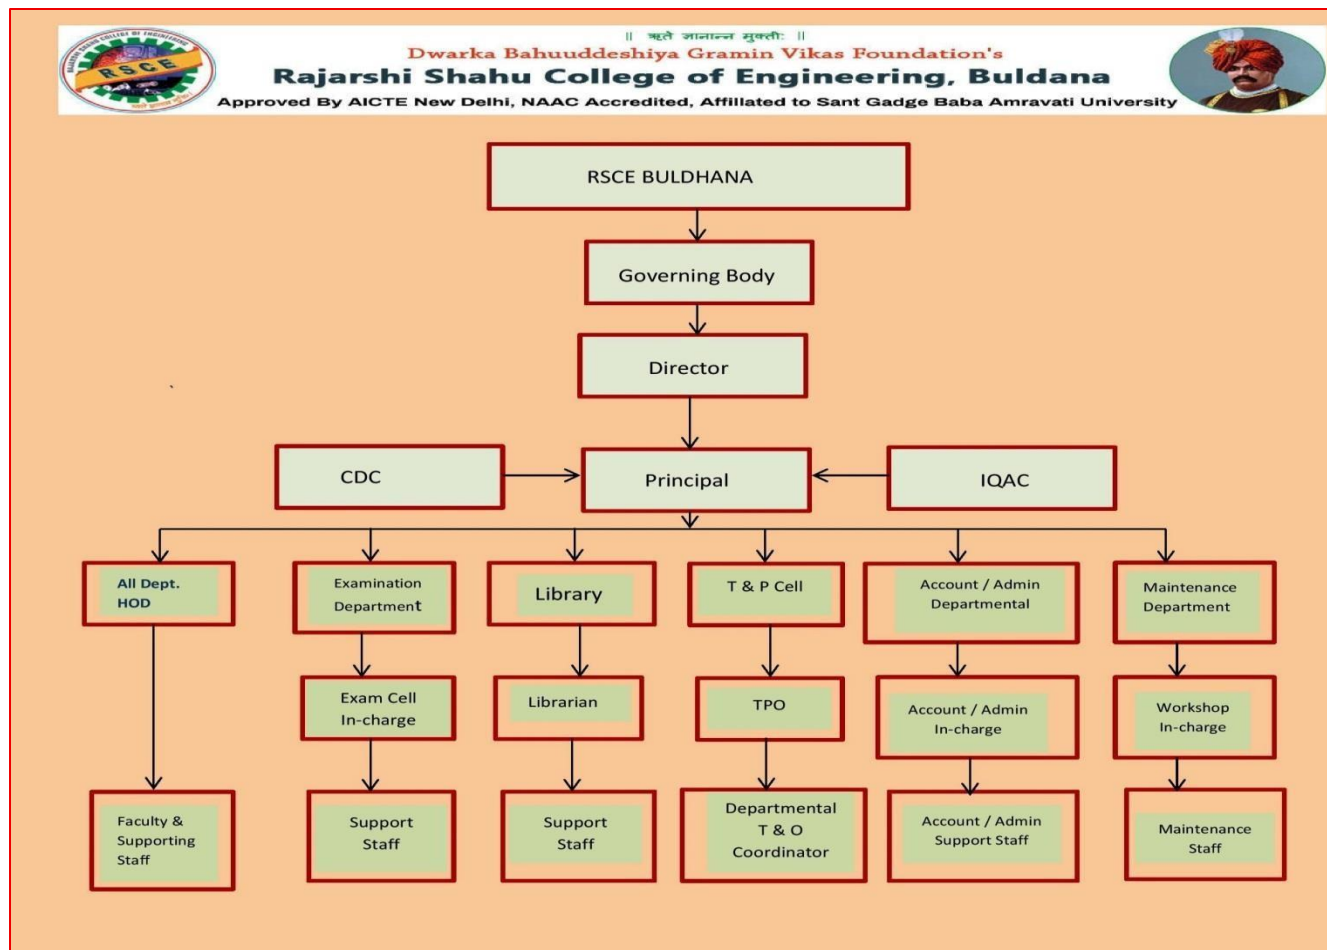 || ऋते ज्ञानान्न मुक्तीः ||
Dwarka Bahuuddeshiya Gramin Vikas Foundation's
Rajarshi Shahu College of Engineering, Buldana
Approved By AICTE New Delhi, NAAC Accredited, Affillated to Sant Gadge Baba Amravati University
RSCE
RSCE BULDHANA
Governing Body
Director
CDC
Principal
IQAC
All Dept.
HOD
Examination
Department
Library
T & P Cell
Account / Admin
Departmental
Maintenance
Department
Exam Cell
In-charge
Librarian
TPO
Account / Admin
In-charge
Workshop
In-charge
Faculty &
Supporting
Staff
Support
Staff
Support
Staff
Departmental
T & O
Coordinator
Account / Admin
Support Staff
Maintenance
Staff